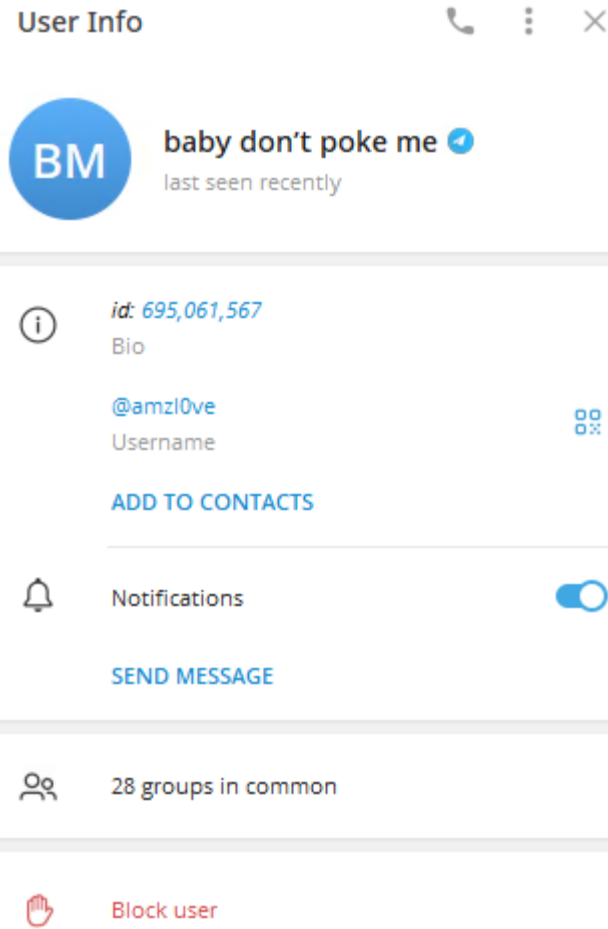 User Info
BM
baby don’t poke me
last seen recently
id: 695,061,567
Bio
@amzl0ve
Username
ADD TO CONTACTS
Notifications
SEND MESSAGE
28 groups in common
Block user